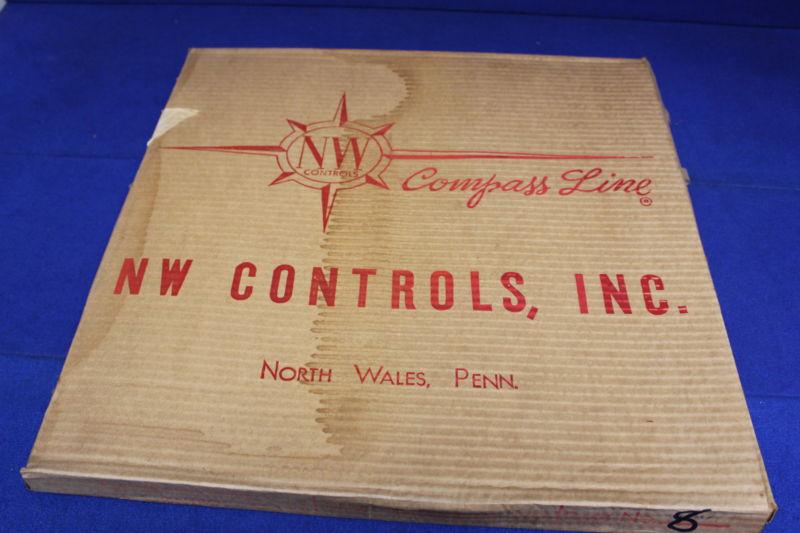 NW
CONTROLS
Compass Line ®
NW CONTROLS, INC.
NORTH WALES, PENN.
8